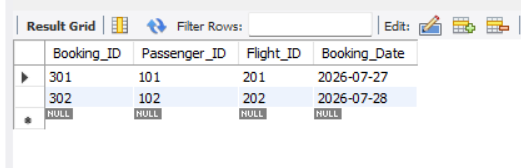 Result Grid Filter Rows: Edit:
Booking_ID Passenger_ID Flight_ID Booking_Date
301 101 201 2026-07-27
302 102 202 2026-07-28
NULL NULL NULL NULL